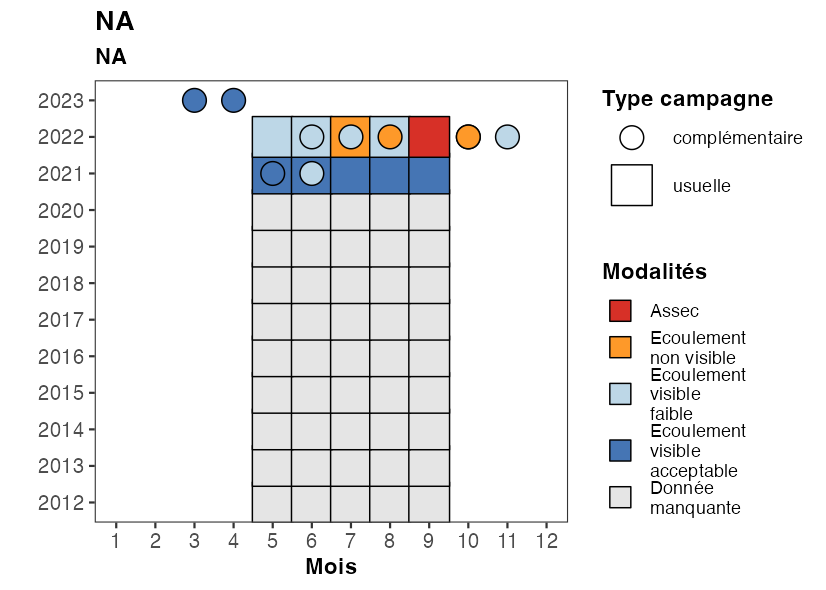 NA
NA
2023
2022
2021
2020
2019
2018
2017
2016
2015
2014
2013
2012
1 2 3 4 5 6 7 8 9 10 11 12
Mois
Type campagne
complémentaire
usuelle
Modalités
Assec
Ecoulement
non visible
Ecoulement
visible
faible
Ecoulement
visible
acceptable
Donnée
manquante